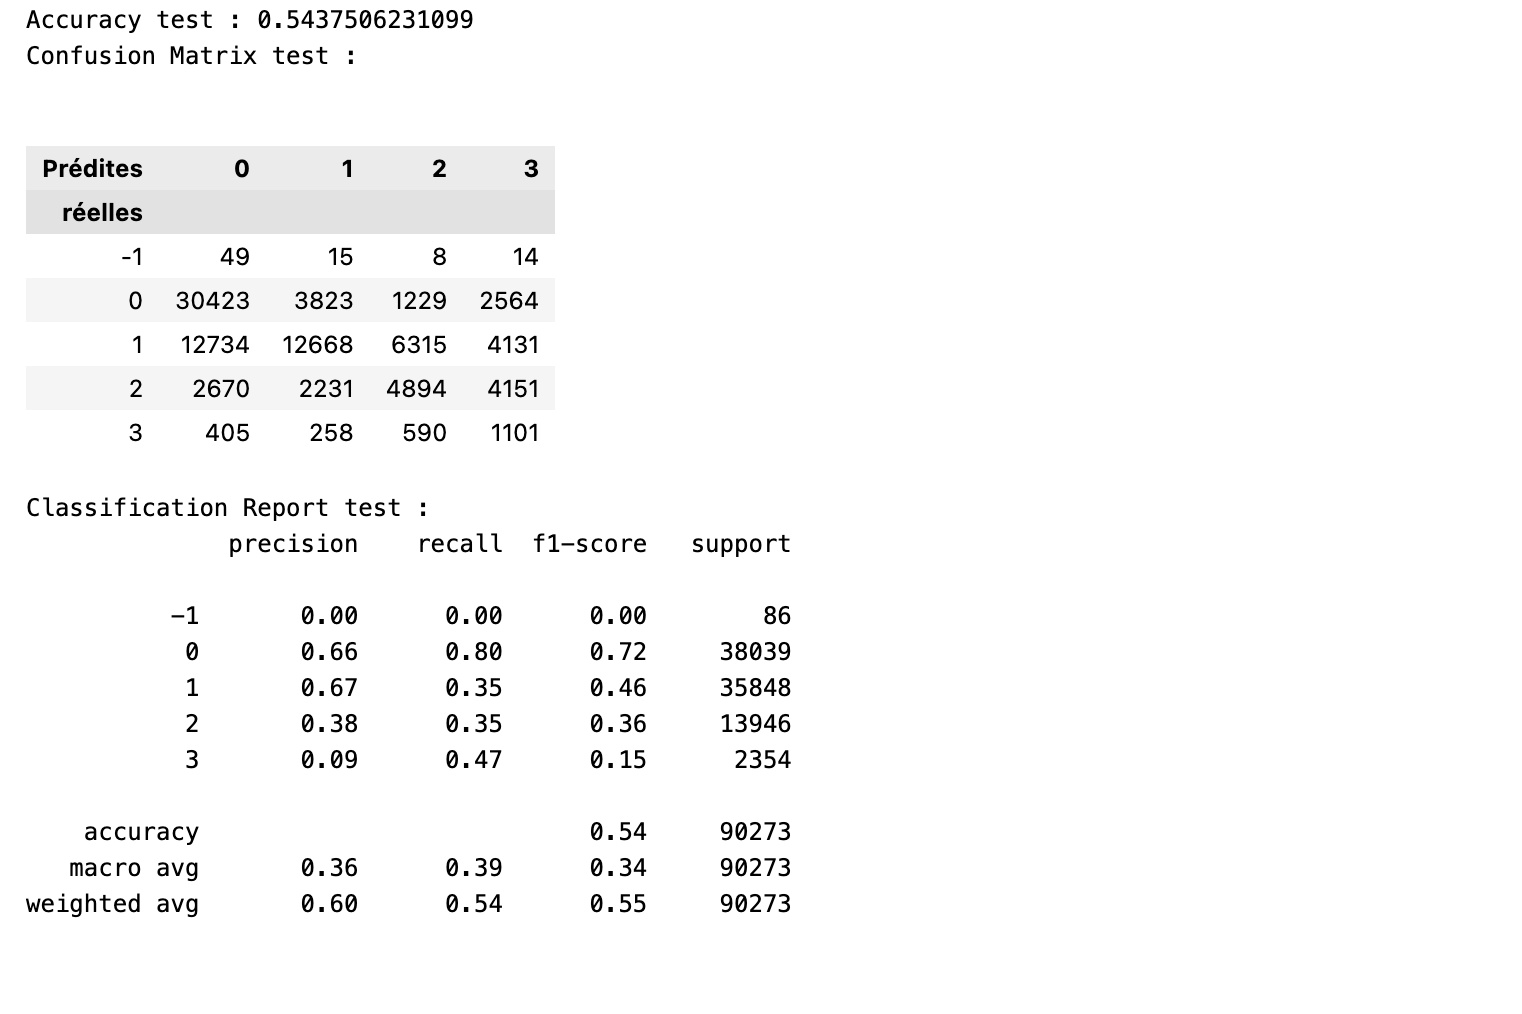 Accuracy test : 0.5437506231099
Confusion Matrix test :
Prédites 0 1 2 3
réelles
-1 49 15 8 14
0 30423 3823 1229 2564
1 12734 12668 6315 4131
2 2670 2231 4894 4151
3 405 258 590 1101
Classification Report test :
precision recall f1-score support
-1 0.00 0.00 0.00 86
0 0.66 0.80 0.72 38039
1 0.67 0.35 0.46 35848
2 0.38 0.35 0.36 13946
3 0.09 0.47 0.15 2354
accuracy 0.54 90273
macro avg 0.36 0.39 0.34 90273
weighted avg 0.60 0.54 0.55 90273